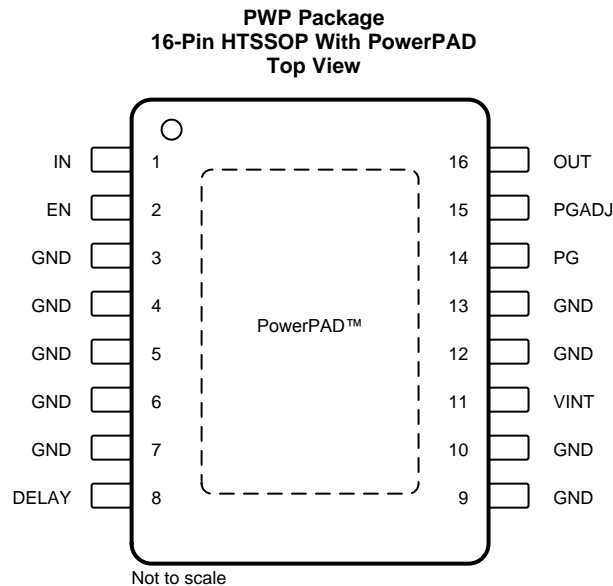 PWP Package
16-Pin HTSSOP With PowerPAD
Top View
IN 1 16 OUT
EN 2 15 PGADJ
GND 3 14 PG
GND 4 13 GND
GND 5 PowerPAD™ 12 GND
GND 6 11 VINT
GND 7 10 GND
DELAY 8 9 GND
Not to scale